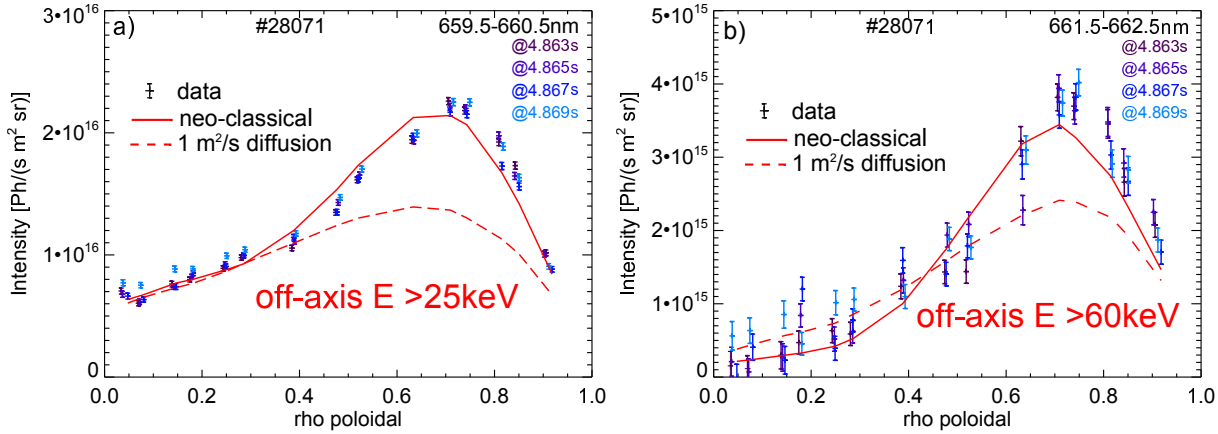 a)
#28071
659.5-660.5nm
@4.863s
@4.865s
@4.867s
@4.869s
data
neo-classical
1 m²/s diffusion
off-axis E >25keV
Intensity [Ph/(s m² sr)]
3•10¹⁶
2•10¹⁶
1•10¹⁶
0
0.0 0.2 0.4 0.6 0.8 1.0
rho poloidal
b)
#28071
661.5-662.5nm
@4.863s
@4.865s
@4.867s
@4.869s
data
neo-classical
1 m²/s diffusion
off-axis E >60keV
Intensity [Ph/(s m² sr)]
5•10¹⁵
4•10¹⁵
3•10¹⁵
2•10¹⁵
1•10¹⁵
0
0.0 0.2 0.4 0.6 0.8 1.0
rho poloidal